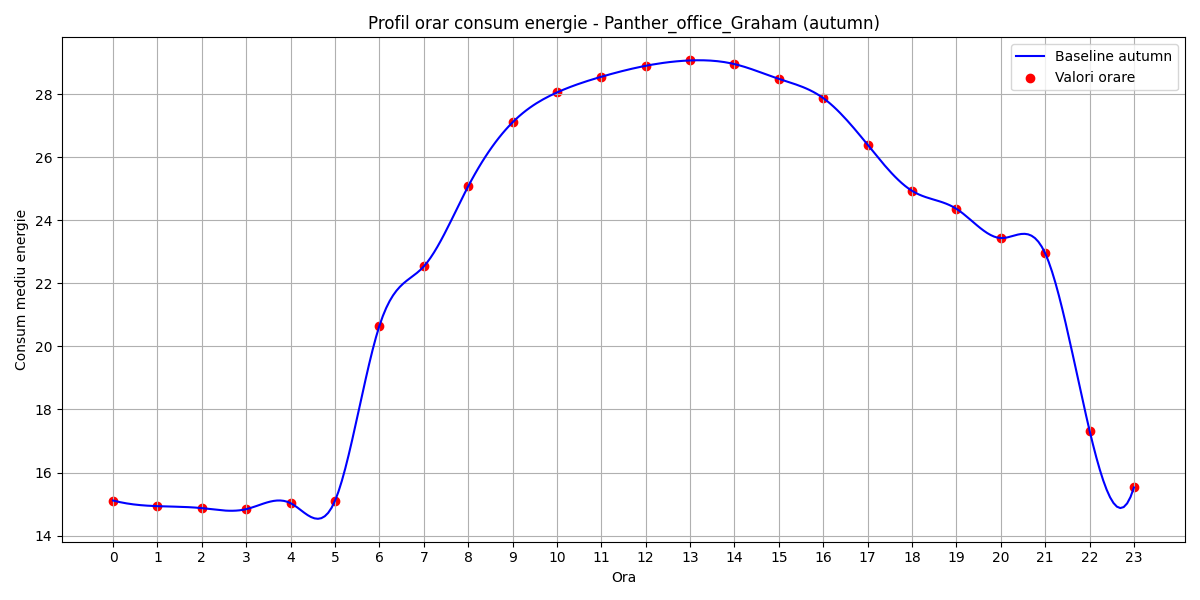 Profil orar consum energie - Panther_office_Graham (autumn)
Baseline autumn
Valori orare
Consum mediu energie
28
26
24
22
20
18
16
14
0 1 2 3 4 5 6 7 8 9 10 11 12 13 14 15 16 17 18 19 20 21 22 23
Ora